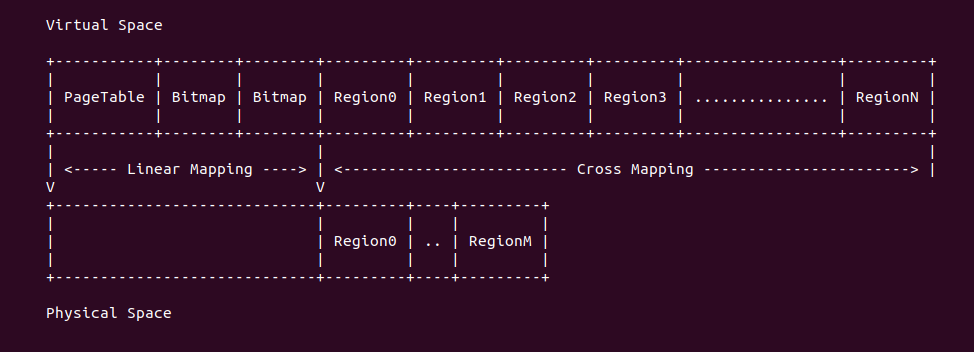 Virtual Space
+-----------+--------+--------+---------+---------+---------+---------+-----------------+---------+
|           |        |        |         |         |         |         |                 |         |
| PageTable | Bitmap | Bitmap | Region0 | Region1 | Region2 | Region3 | ............... | RegionN |
|           |        |        |         |         |         |         |                 |         |
+-----------+--------+--------+---------+---------+---------+---------+-----------------+---------+
|                             |                                                                   |
| <----- Linear Mapping ----> | <------------------------- Cross Mapping -----------------------> |
V                             V
+-----------------------------+---------+----+---------+
|                             |         |    |         |
|                             | Region0 | .. | RegionM |
|                             |         |    |         |
+-----------------------------+---------+----+---------+
Physical Space